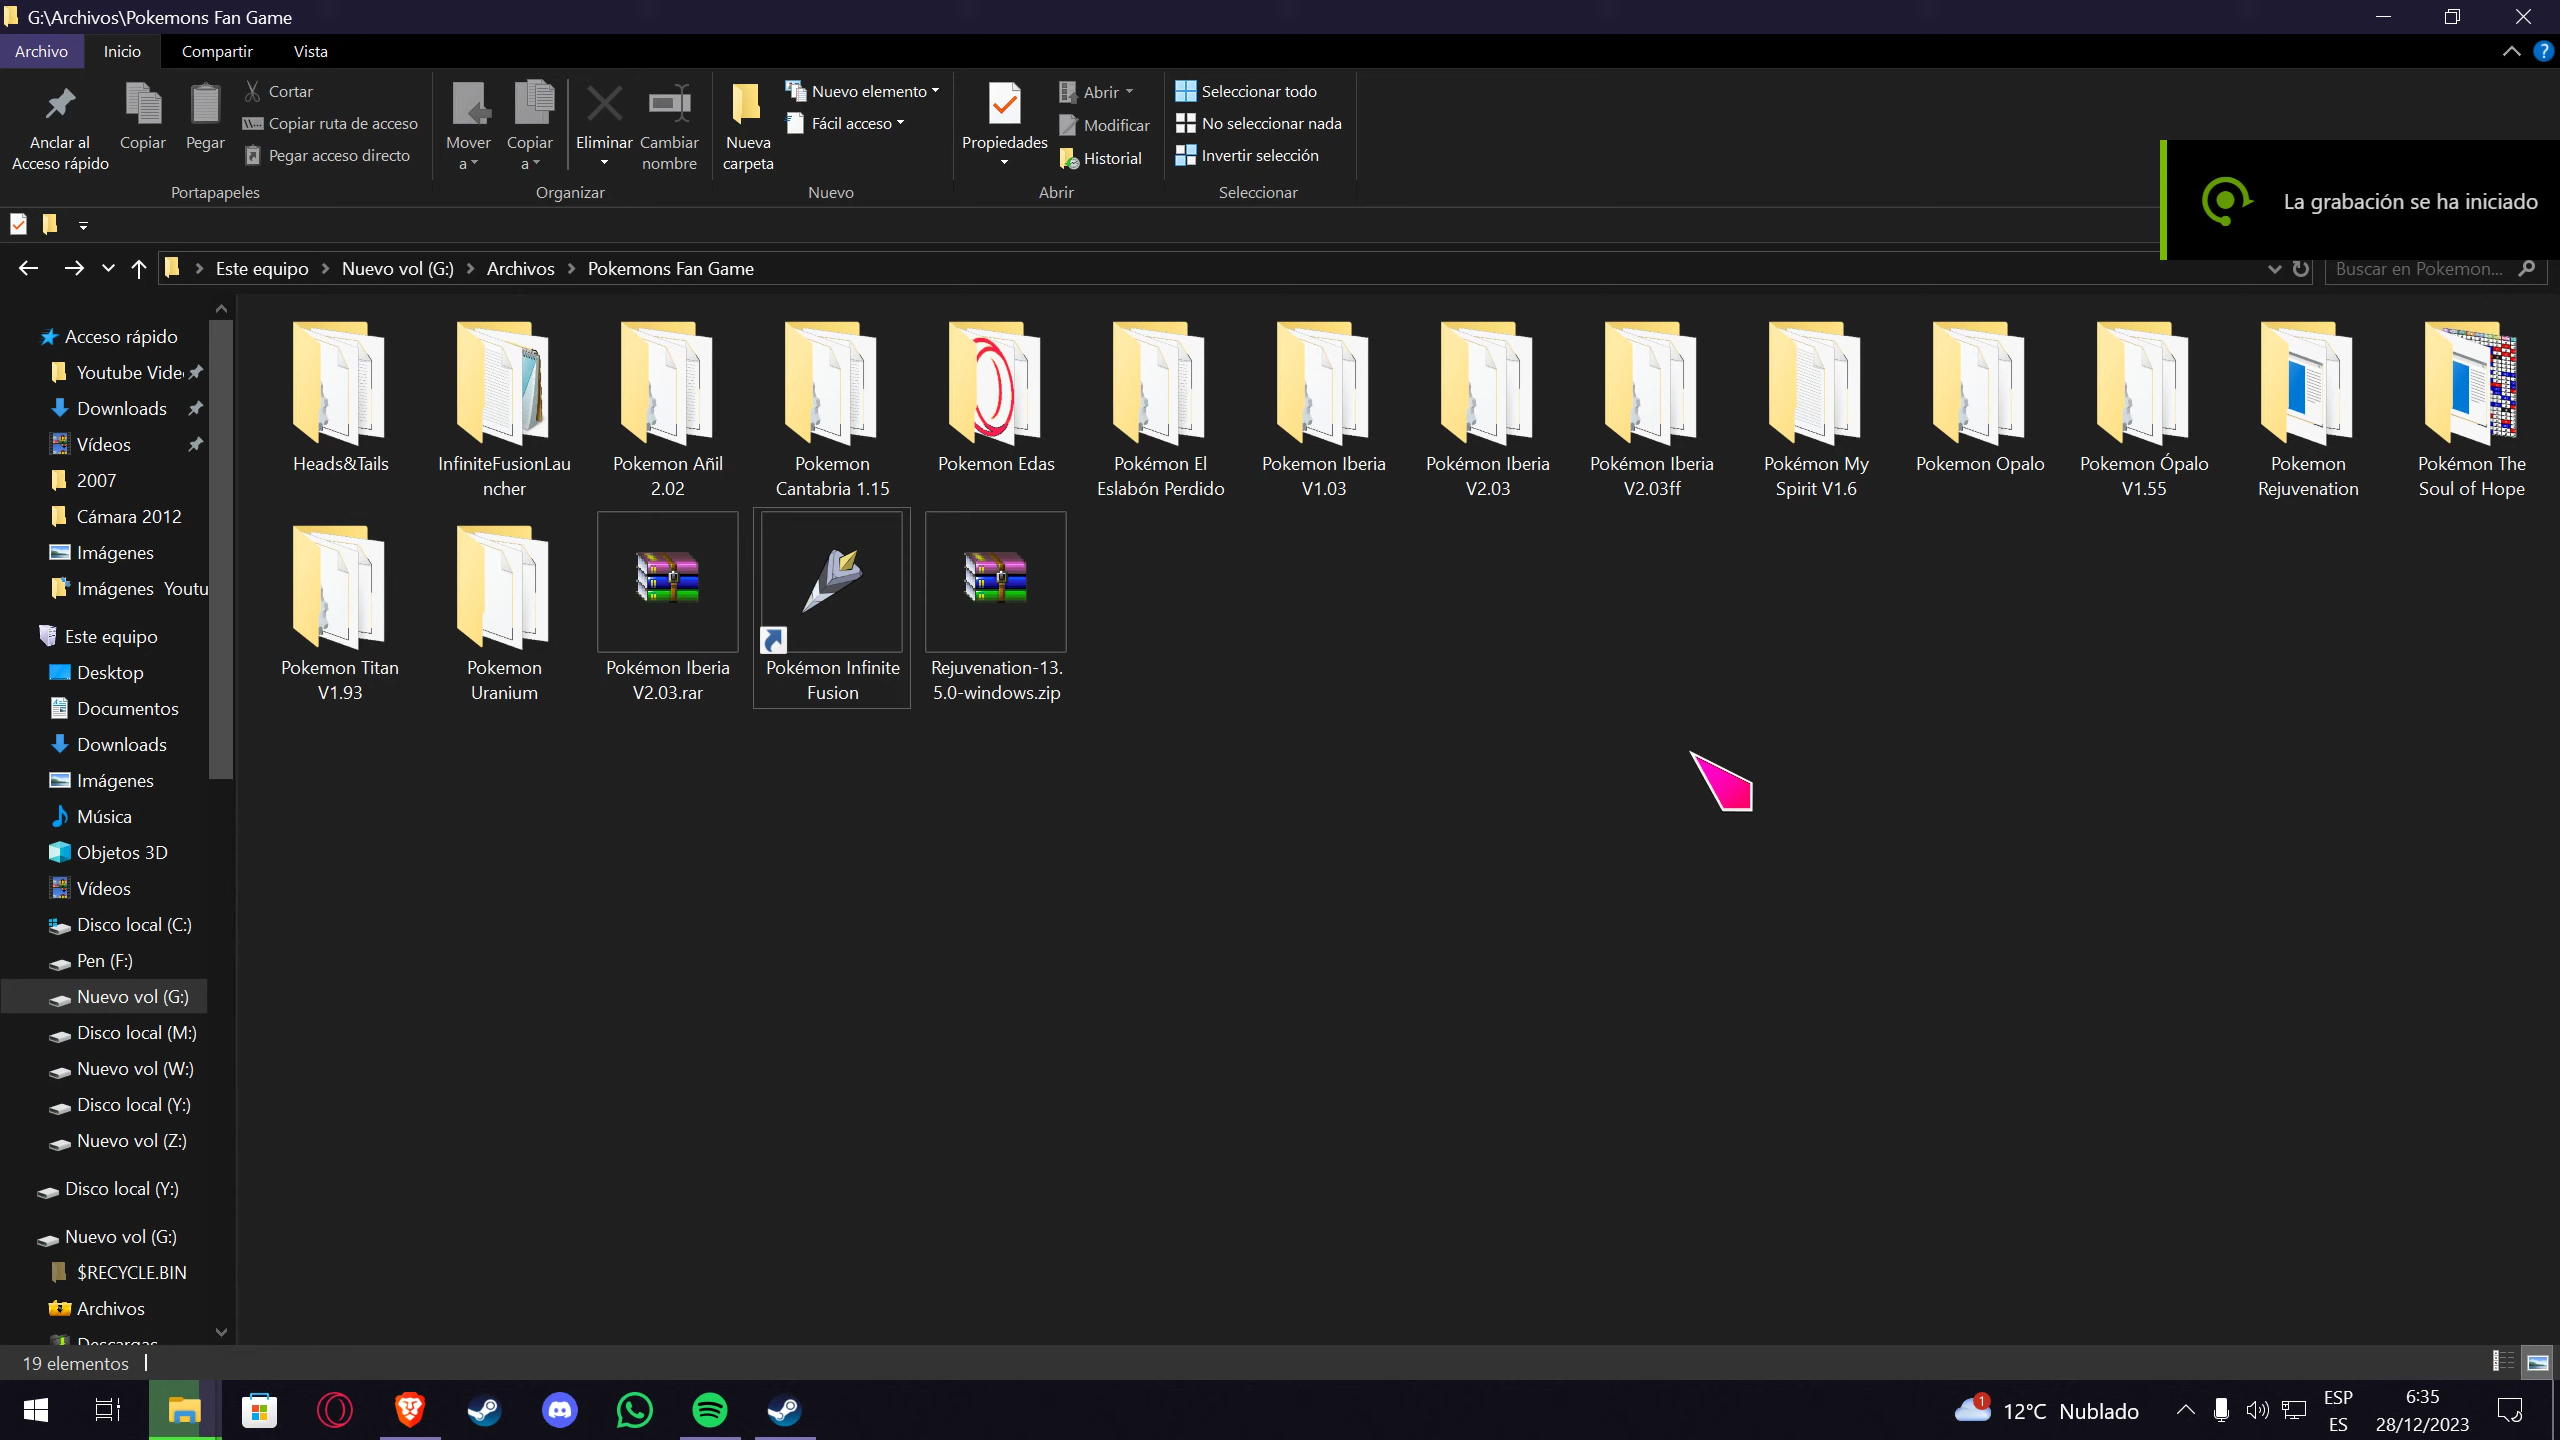 G:\Archivos\Pokemons Fan Game
Archivo
Inicio
Compartir
Vista
?
Anclar al
Acceso rápido
Copiar
Pegar
Cortar
Copiar ruta de acceso
Pegar acceso directo
Portapapeles
Mover
a
Copiar
a
Eliminar
Cambiar
nombre
Organizar
Nueva
carpeta
Nuevo elemento
Fácil acceso
Nuevo
Propiedades
Abrir
Modificar
Historial
Abrir
Seleccionar todo
No seleccionar nada
Invertir selección
Seleccionar
La grabación se ha iniciado
Este equipo
Nuevo vol (G:)
Archivos
Pokemons Fan Game
Buscar en Pokemon...
Acceso rápido
Youtube Vide
Downloads
Vídeos
2007
Cámara 2012
Imágenes
Imágenes Youtu
Este equipo
Desktop
Documentos
Downloads
Imágenes
Música
Objetos 3D
Vídeos
Disco local (C:)
Pen (F:)
Nuevo vol (G:)
Disco local (M:)
Nuevo vol (W:)
Disco local (Y:)
Nuevo vol (Z:)
Disco local (Y:)
Nuevo vol (G:)
$RECYCLE.BIN
Archivos
Descargas
Heads&Tails
InfiniteFusionLau
ncher
Pokemon Añil
2.02
Pokemon
Cantabria 1.15
Pokemon Edas
Pokémon El
Eslabón Perdido
Pokemon Iberia
V1.03
Pokémon Iberia
V2.03
Pokémon Iberia
V2.03ff
Pokémon My
Spirit V1.6
Pokemon Opalo
Pokemon Ópalo
V1.55
Pokemon
Rejuvenation
Pokémon The
Soul of Hope
Pokemon Titan
V1.93
Pokemon
Uranium
Pokémon Iberia
V2.03.rar
Pokémon Infinite
Fusion
Rejuvenation-13.
5.0-windows.zip
19 elementos
1
12°C Nublado
ESP
ES
6:35
28/12/2023